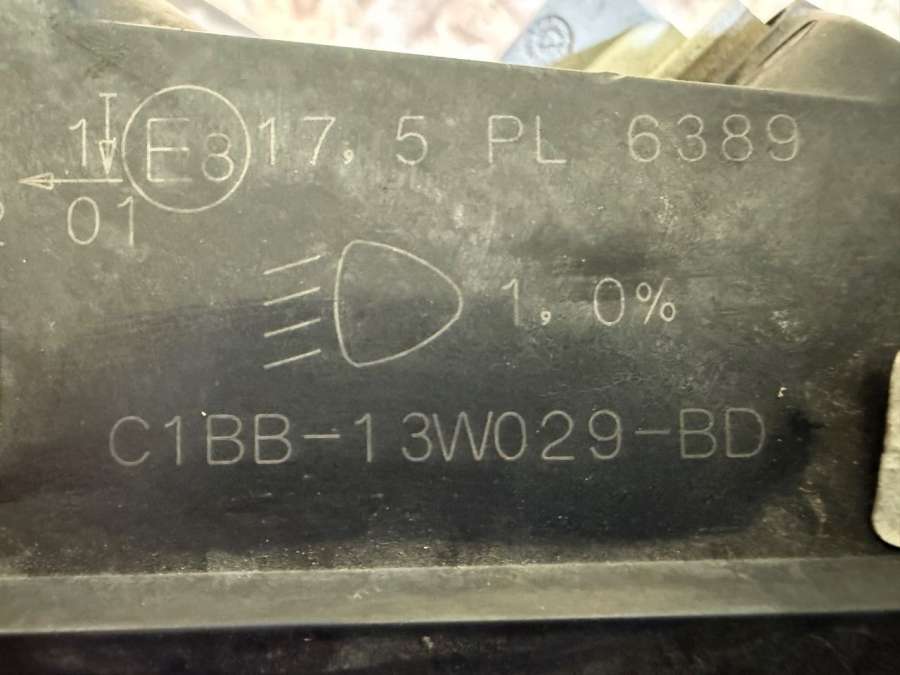 1 E8 17,5 PL 6389
01
1,0%
C1BB-13W029-BD